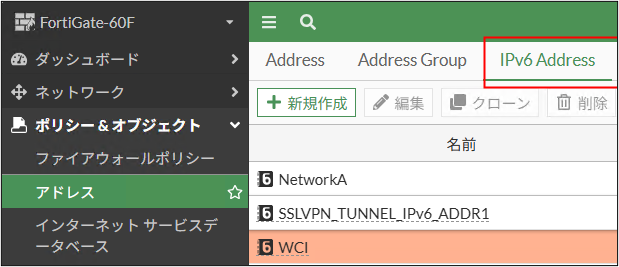 FortiGate-60F
ダッシュボード
ネットワーク
ポリシー & オブジェクト
ファイアウォールポリシー
アドレス
インターネット サービスデ
ータベース
Address Address Group IPv6 Address
新規作成 編集 クローン 削除
名前
6 NetworkA
6 SSLVPN_TUNNEL_IPv6_ADDR1
6 WCI